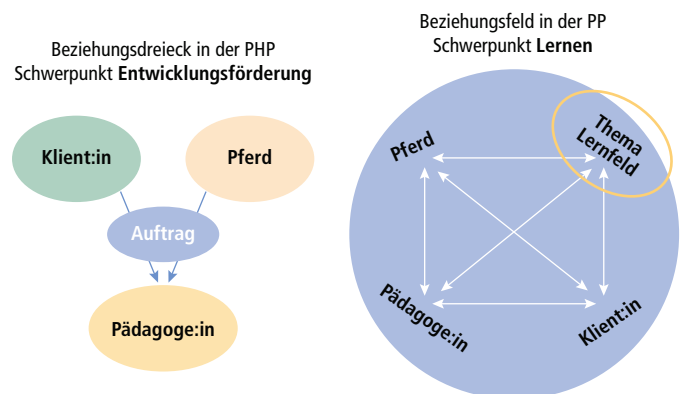 Beziehungsdreieck in der PHP
Schwerpunkt Entwicklungsförderung
Klient:in
Pferd
Auftrag
Pädagoge:in
Beziehungsfeld in der PP
Schwerpunkt Lernen
Pferd
Thema
Lernfeld
Pädagoge:in
Klient:in